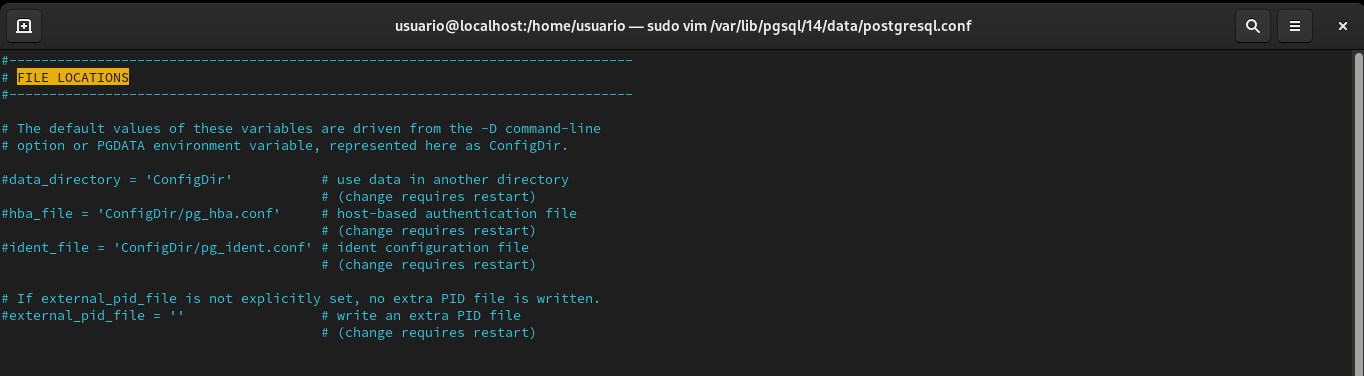 usuario@localhost:/home/usuario — sudo vim /var/lib/pgsql/14/data/postgresql.conf
#------------------------------------------------------------------------------
# FILE LOCATIONS
#------------------------------------------------------------------------------

# The default values of these variables are driven from the -D command-line
# option or PGDATA environment variable, represented here as ConfigDir.

#data_directory = 'ConfigDir'           # use data in another directory
                                        # (change requires restart)
#hba_file = 'ConfigDir/pg_hba.conf'     # host-based authentication file
                                        # (change requires restart)
#ident_file = 'ConfigDir/pg_ident.conf' # ident configuration file
                                        # (change requires restart)

# If external_pid_file is not explicitly set, no extra PID file is written.
#external_pid_file = ''                 # write an extra PID file
                                        # (change requires restart)